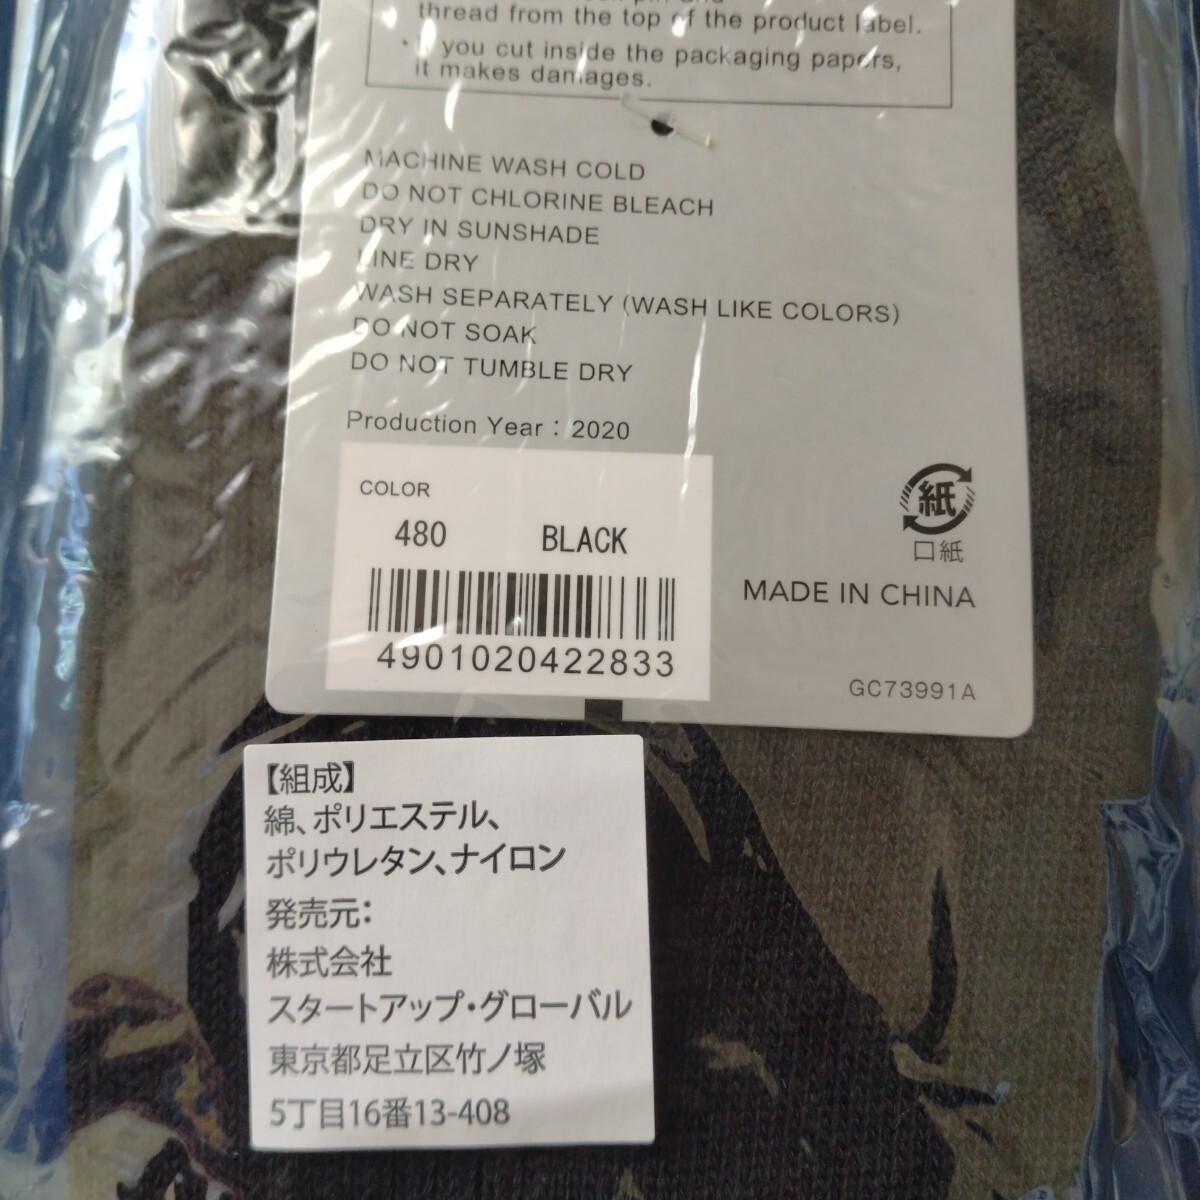 thread from the top of the product label.
you cut inside the packaging papers,
it makes damages.
MACHINE WASH COLD
DO NOT CHLORINE BLEACH
DRY IN SUNSHADE
LINE DRY
WASH SEPARATELY (WASH LIKE COLORS)
DO NOT SOAK
DO NOT TUMBLE DRY
Production Year : 2020
COLOR
480 BLACK
4901020422833
紙
口紙
MADE IN CHINA
GC73991A
【組成】
綿、ポリエステル、
ポリウレタン、ナイロン
発売元:
株式会社
スタートアップ・グローバル
東京都足立区竹ノ塚
5丁目16番13-408